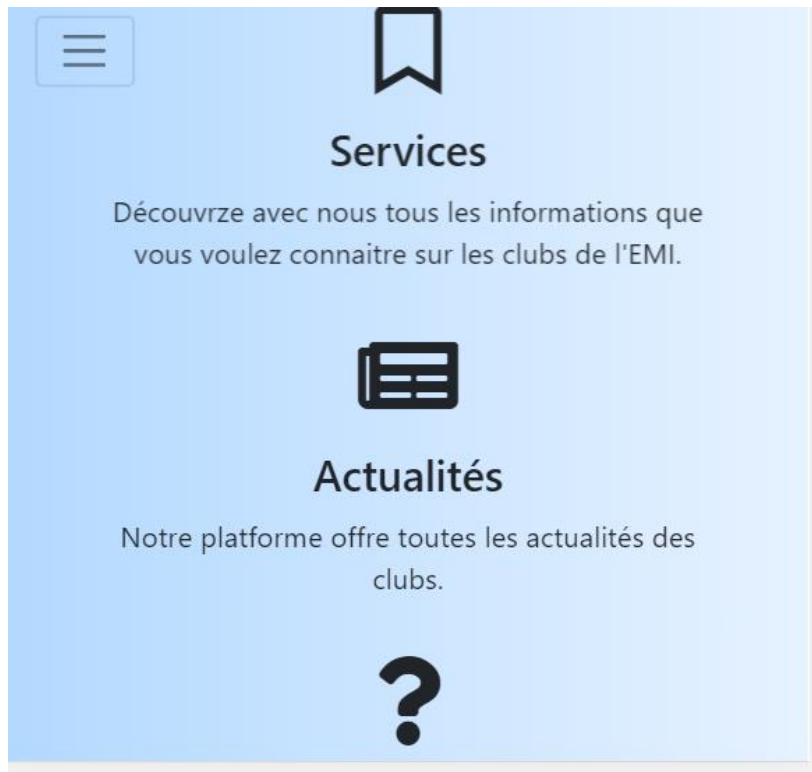 Services
Découvrze avec nous tous les informations que
vous voulez connaitre sur les clubs de l'EMI.
Actualités
Notre platforme offre toutes les actualités des
clubs.